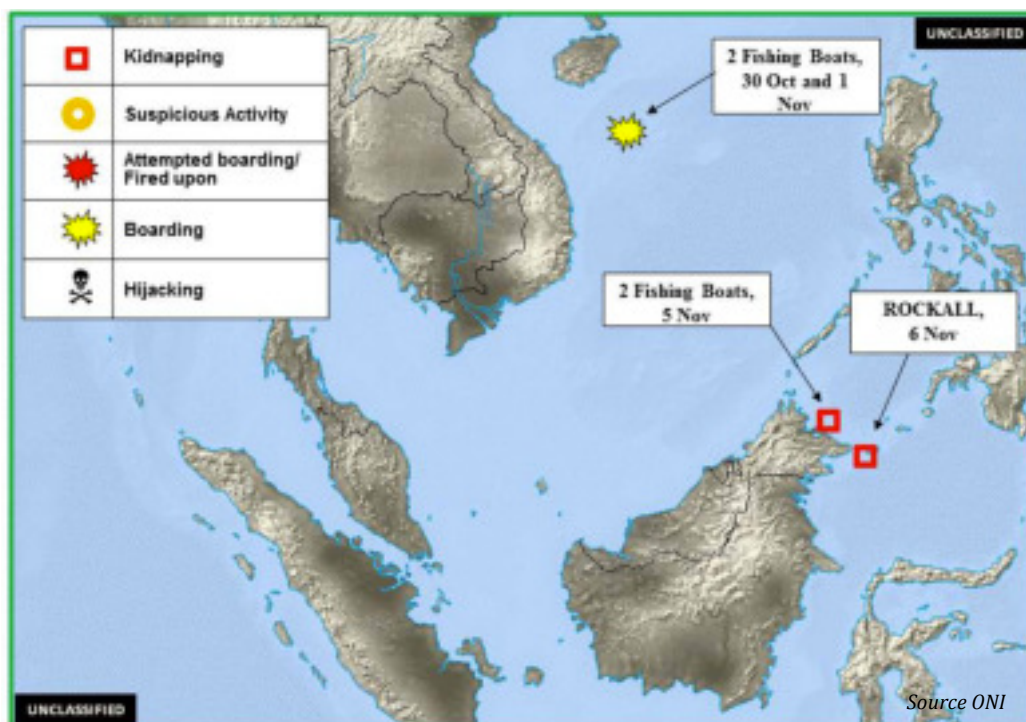 UNCLASSIFIED
Kidnapping
Suspicious Activity
Attempted boarding/
Fired upon
Boarding
Hijacking
2 Fishing Boats,
30 Oct and 1
Nov
2 Fishing Boats,
5 Nov
ROCKALL,
6 Nov
UNCLASSIFIED
Source ONI